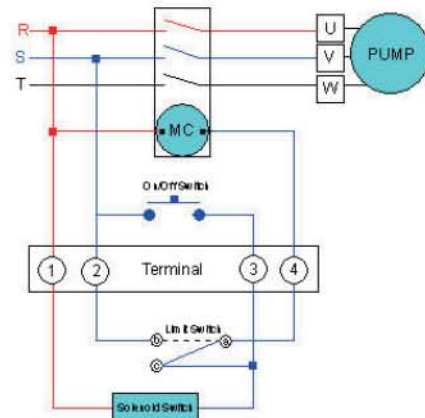 R
U
S
V
PUMP
T
W
MC
On/Off Switch
1
2
Terminal
3
4
Limit Switch
b
a
c
Solenoid Switch